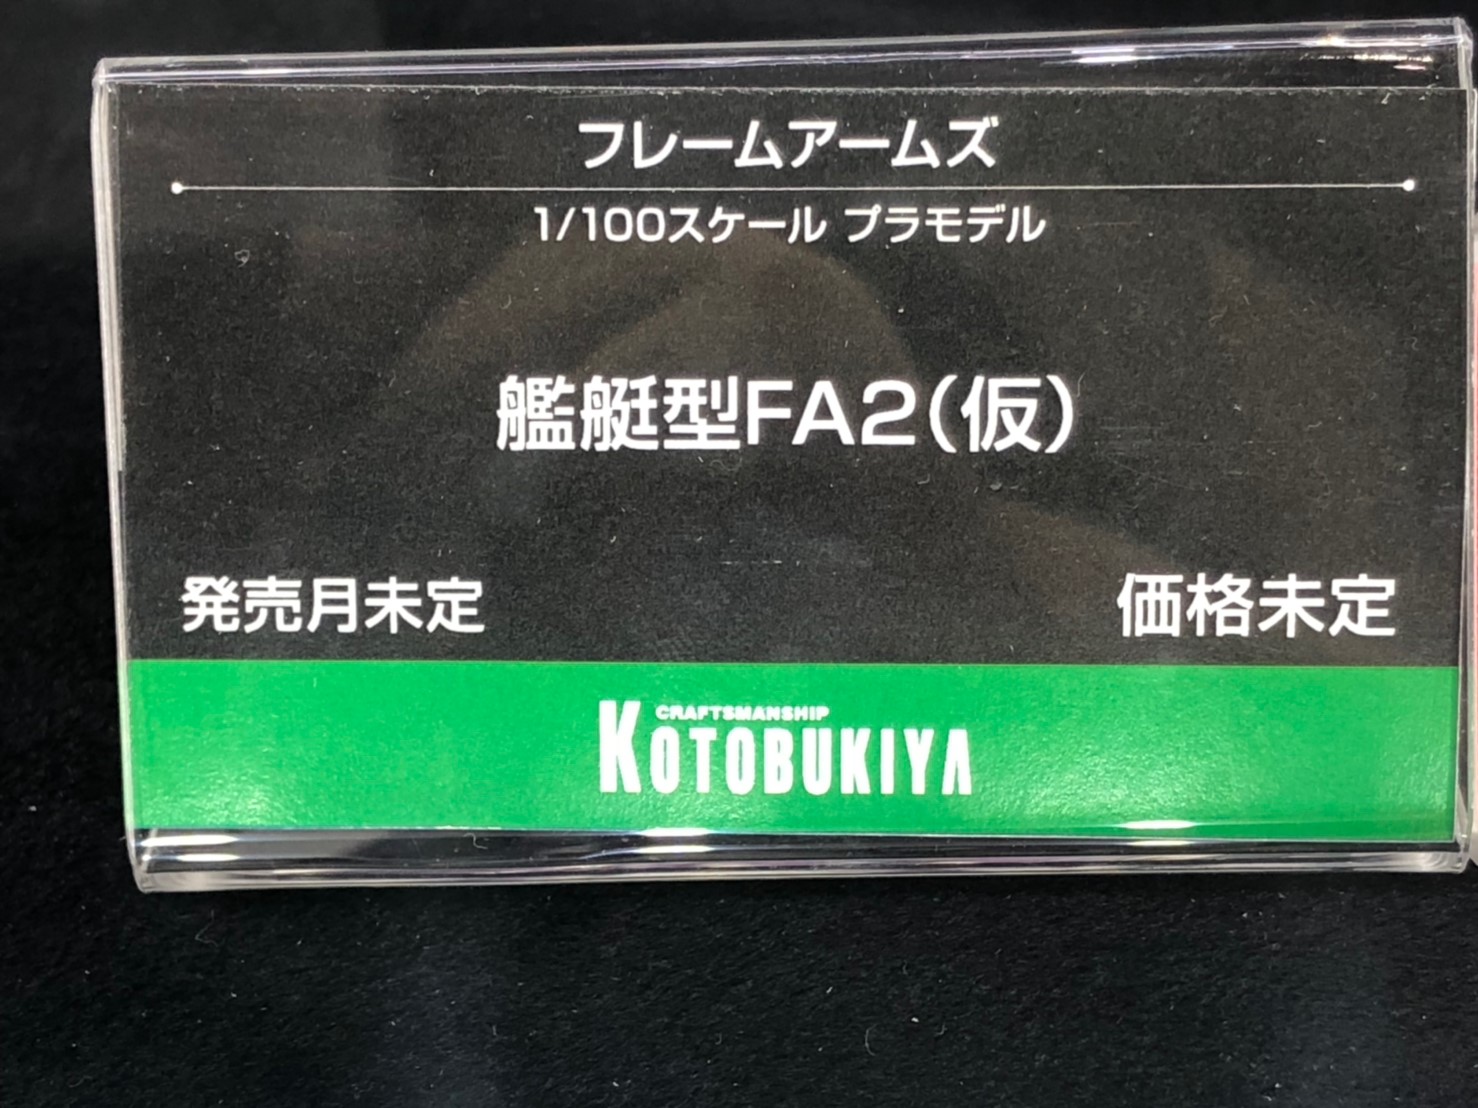 フレームアームズ
1/100スケール プラモデル
艦艇型FA2(仮)
発売月未定 価格未定
CRAFTSMANSHIP
KOTOBUKIYA